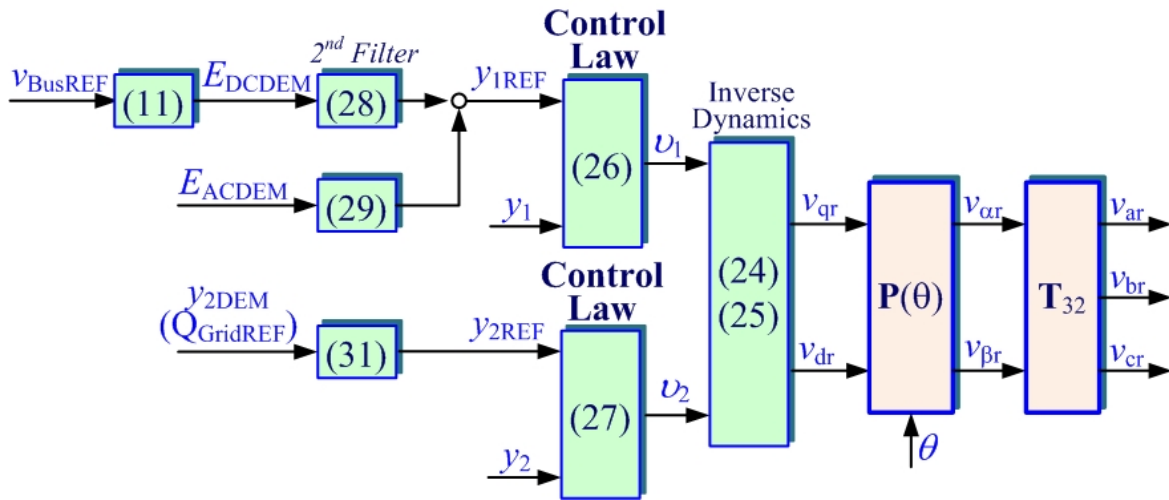 Control
Law
2nd Filter
vBusREF
(11)
EDCDEM
(28)
y1REF
(26)
EACDEM
(29)
y1
υ1
Inverse
Dynamics
(24)
(25)
vqr
vdr
P(θ)
θ
vαr
vβr
T32
var
vbr
vcr
Control
Law
y2DEM
(QGridREF)
(31)
y2REF
(27)
y2
υ2